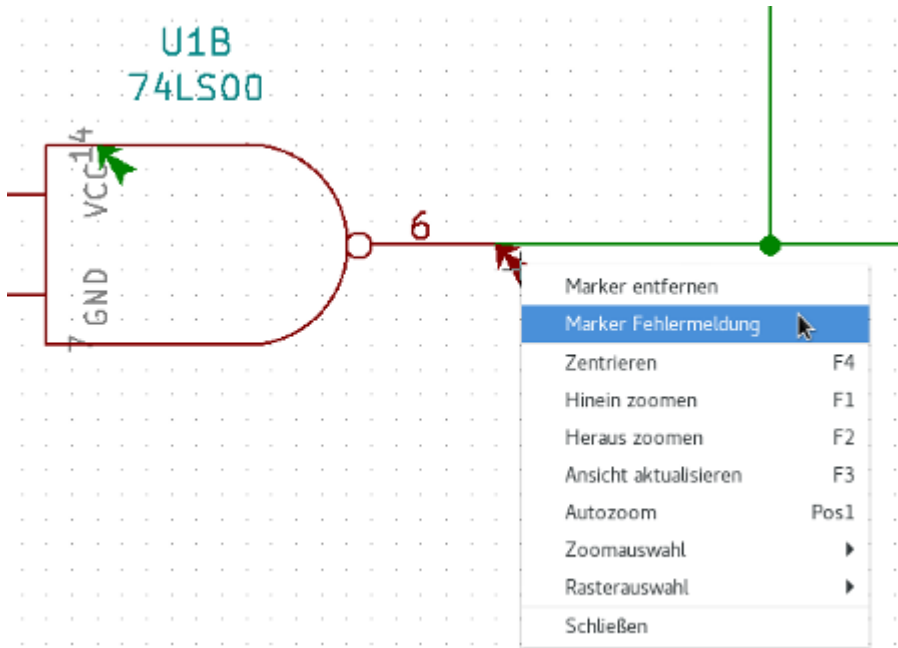 U1B
74LS00
14
VCC
6
GND
7
Marker entfernen
Marker Fehlermeldung
Zentrieren F4
Hinein zoomen F1
Heraus zoomen F2
Ansicht aktualisieren F3
Autozoom Pos1
Zoomauswahl
Rasterauswahl
Schließen